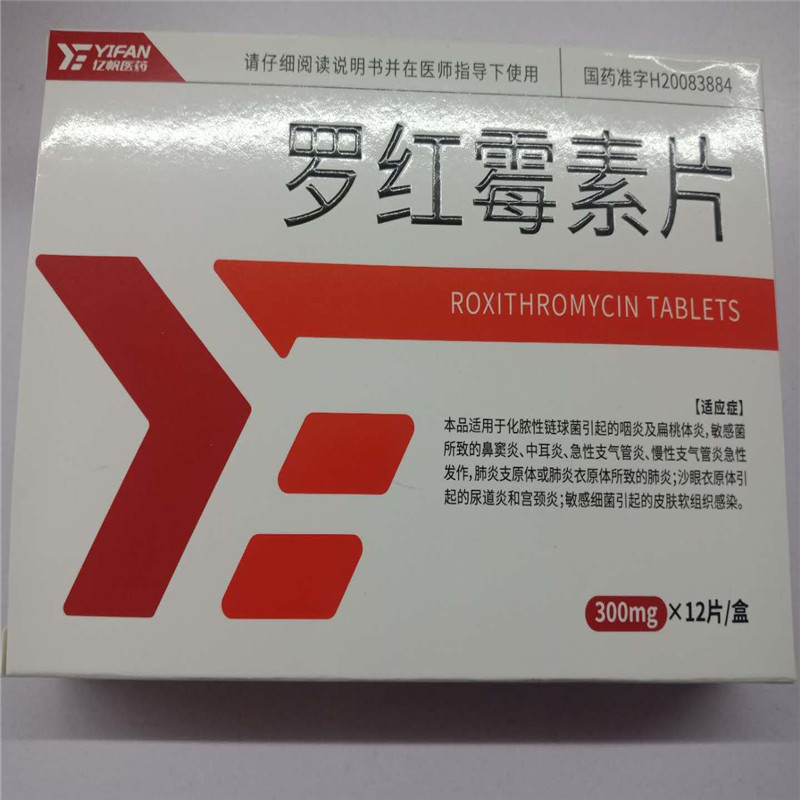 YIFAN
亿帆医药
请仔细阅读说明书并在医师指导下使用
国药准字H20083884
罗红霉素片
ROXITHROMYCIN TABLETS
【适应症】
本品适用于化脓性链球菌引起的咽炎及扁桃体炎,敏感菌
所致的鼻窦炎、中耳炎、急性支气管炎、慢性支气管炎急性
发作,肺炎支原体或肺炎衣原体所致的肺炎;沙眼衣原体引
起的尿道炎和宫颈炎;敏感细菌引起的皮肤软组织感染。
300mg×12片/盒